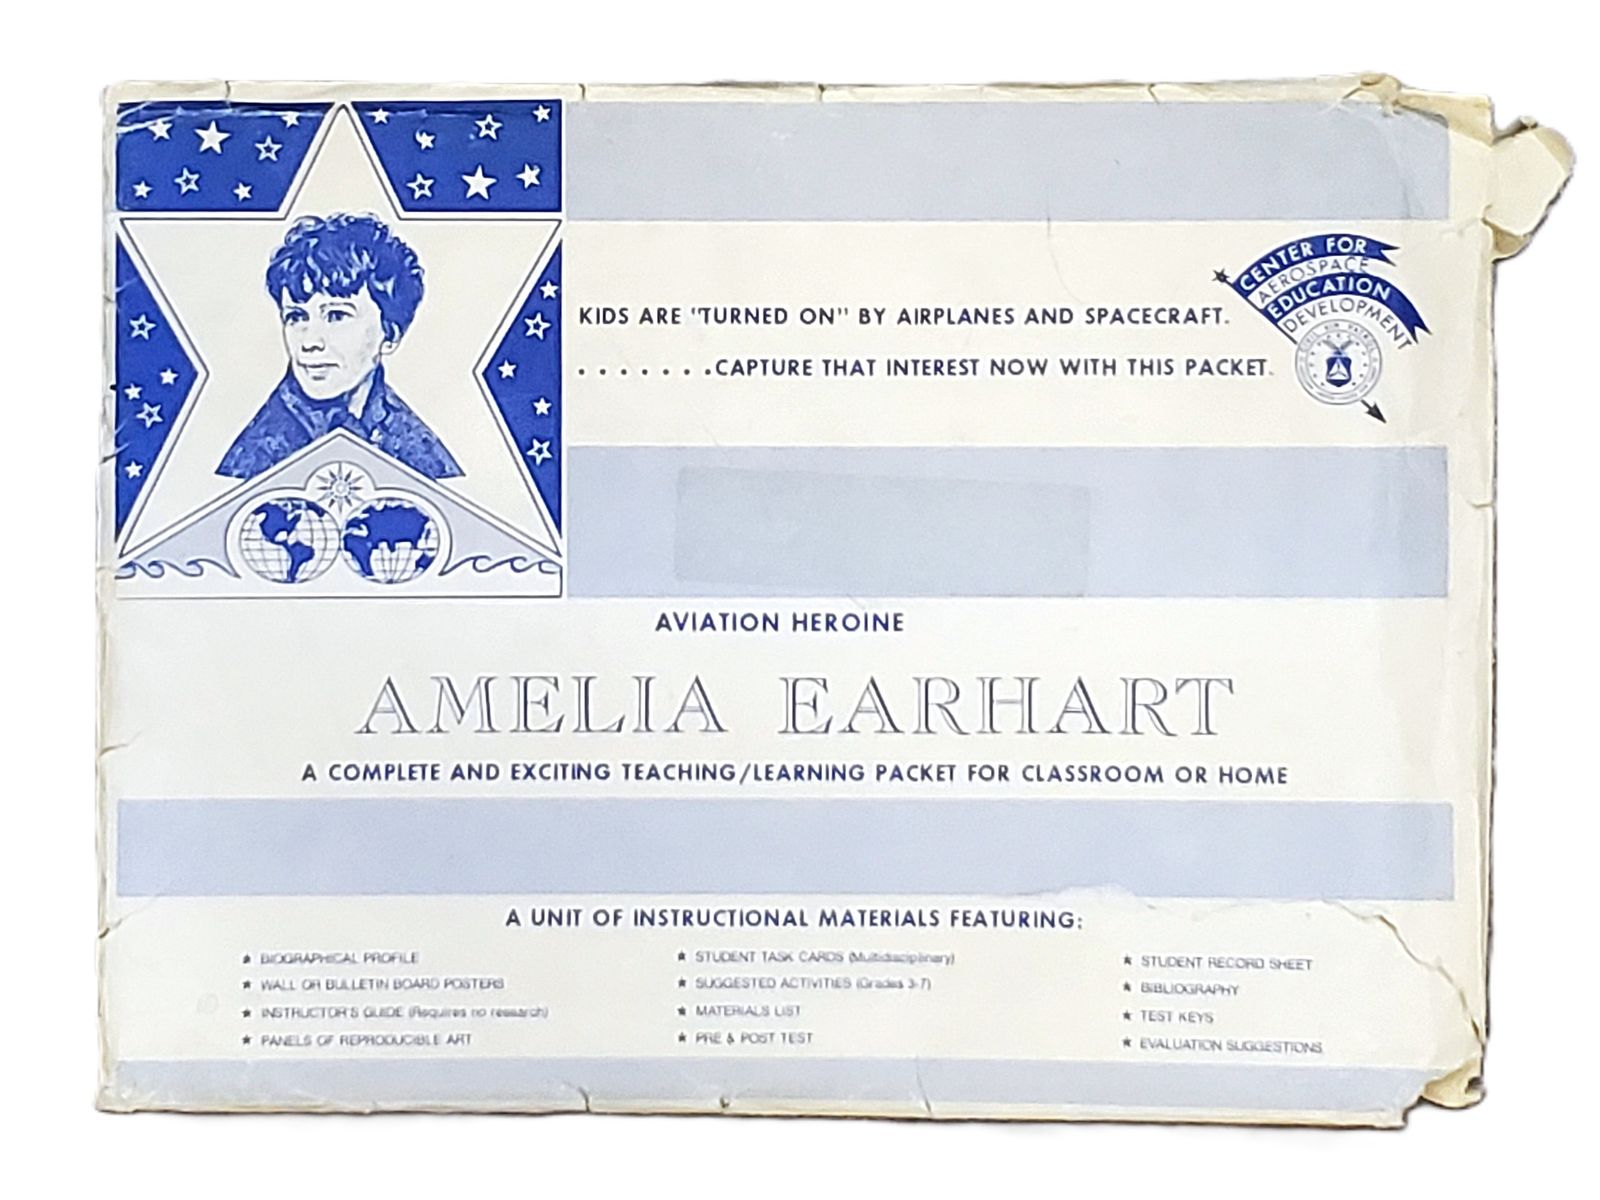 CENTER FOR
AEROSPACE
EDUCATION
DEVELOPMENT
CIVIL AIR PATROL
KIDS ARE "TURNED ON" BY AIRPLANES AND SPACECRAFT.
.......CAPTURE THAT INTEREST NOW WITH THIS PACKET.
AVIATION HEROINE
AMELIA EARHART
A COMPLETE AND EXCITING TEACHING/LEARNING PACKET FOR CLASSROOM OR HOME
A UNIT OF INSTRUCTIONAL MATERIALS FEATURING:
★ BIOGRAPHICAL PROFILE
★ WALL OR BULLETIN BOARD POSTERS
★ INSTRUCTOR'S GUIDE (Requires no research)
★ PANELS OF REPRODUCIBLE ART
★ STUDENT TASK CARDS (Multidisciplinary)
★ SUGGESTED ACTIVITIES (Grades 3-7)
★ MATERIALS LIST
★ PRE & POST TEST
★ STUDENT RECORD SHEET
★ BIBLIOGRAPHY
★ TEST KEYS
★ EVALUATION SUGGESTIONS